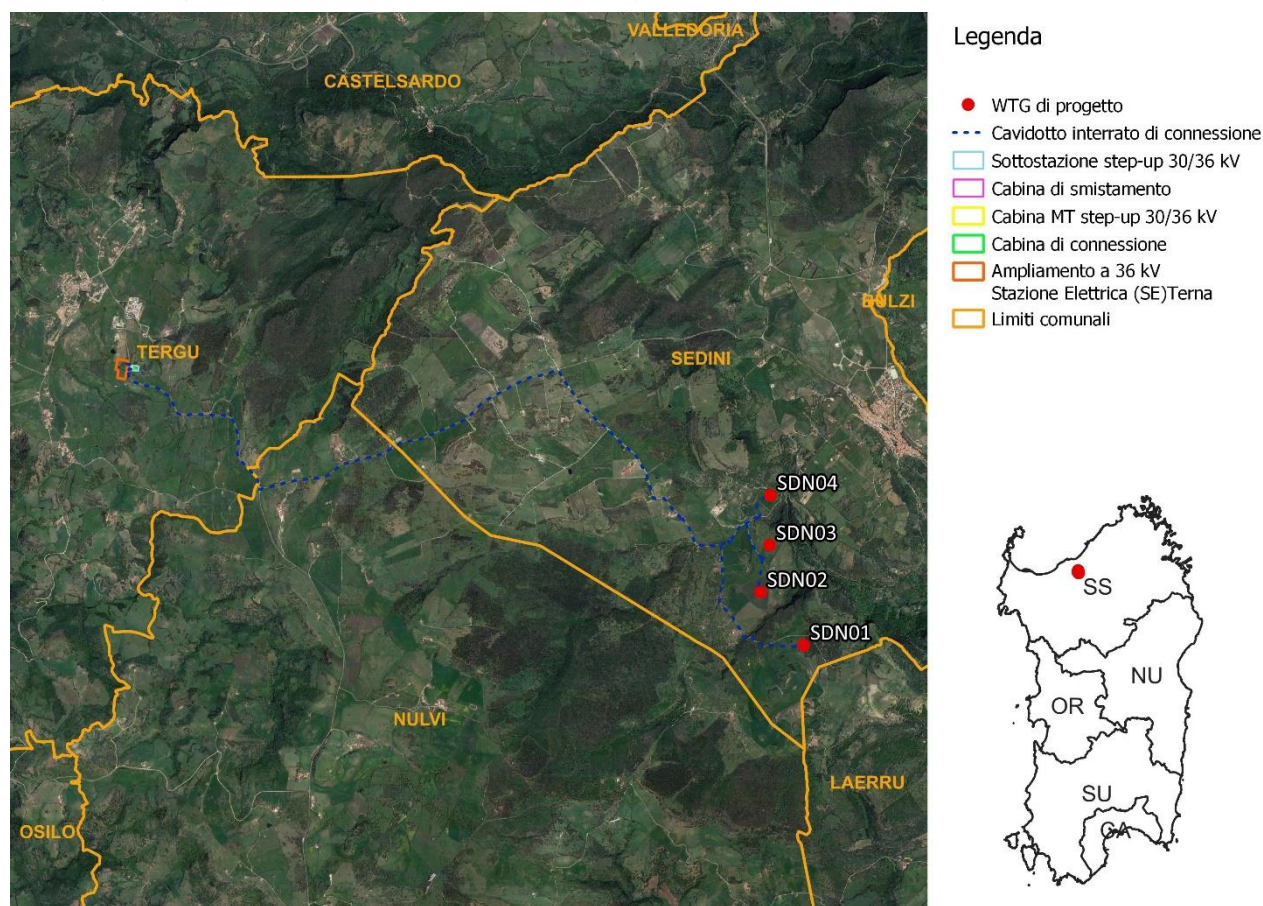 VALLEDORIA
CASTELSARDO
BULZI
TERGU
SEDINI
SDN04
SDN03
SDN02
SDN01
NULVI
LAERRU
OSILO
Legenda
WTG di progetto
Cavidotto interrato di connessione
Sottostazione step-up 30/36 kV
Cabina di smistamento
Cabina MT step-up 30/36 kV
Cabina di connessione
Ampliamento a 36 kV
Stazione Elettrica (SE)Terna
Limiti comunali
SS
NU
OR
SU
CA